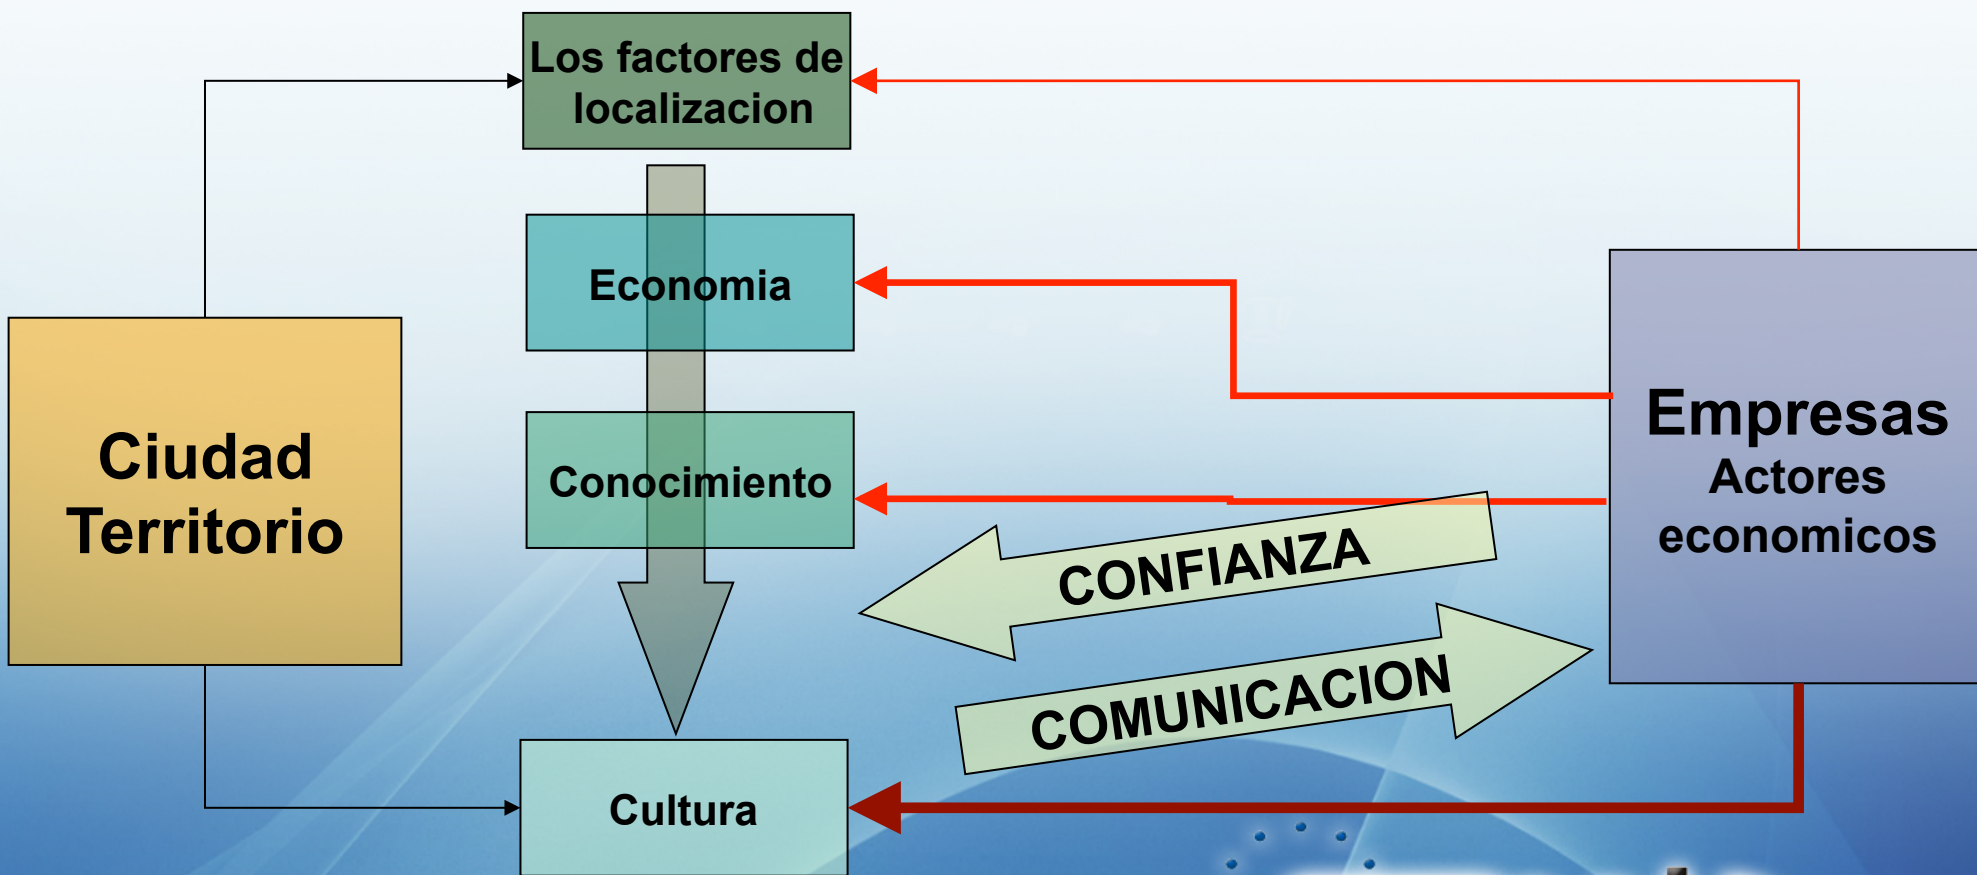 Los factores de
localizacion
Economia
Ciudad
Territorio
Conocimiento
Empresas
Actores
economicos
CONFIANZA
COMUNICACION
Cultura